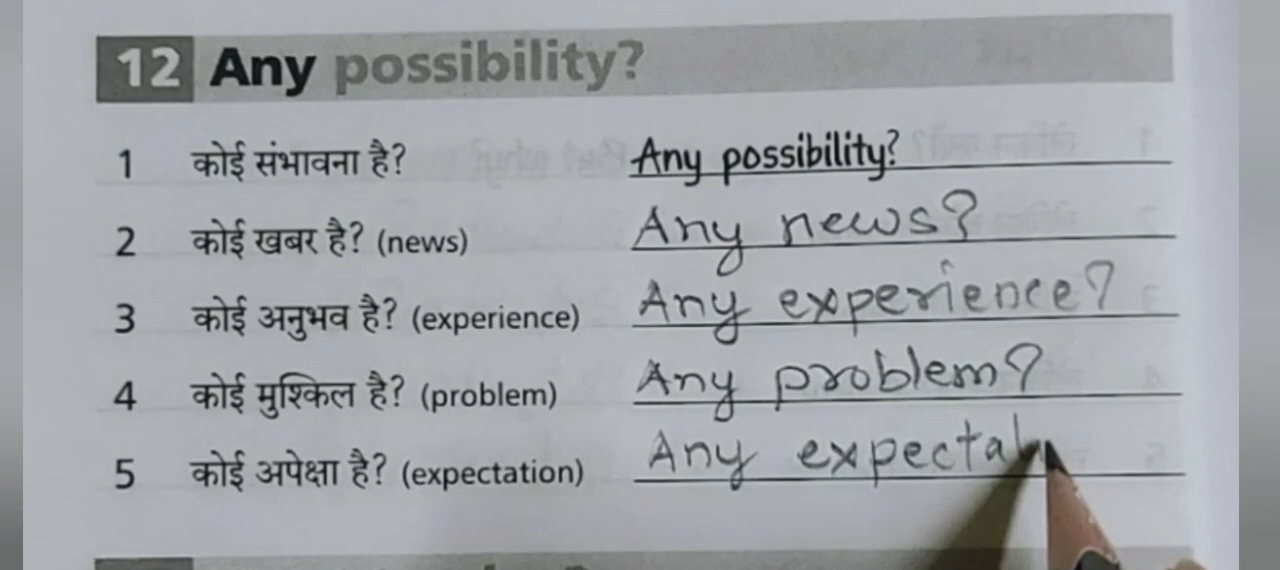 12 Any possibility?
1 कोई संभावना है? Any possibility?
2 कोई खबर है? (news) Any news?
3 कोई अनुभव है? (experience) Any experience?
4 कोई मुश्किल है? (problem) Any problem?
5 कोई अपेक्षा है? (expectation) Any